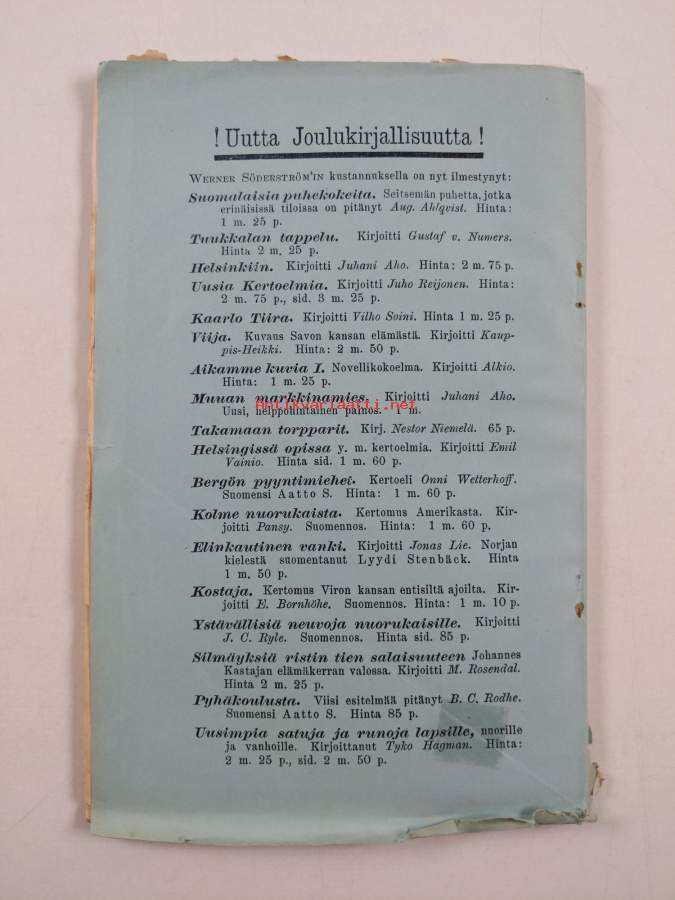 ! Uutta Joulukirjallisuutta !
WERNER SÖDERSTRÖM'IN kustannuksella on nyt ilmestynyt:
Suomalaisia puhekokeita. Seitsemän puhetta, jotka
erinäisissä tiloissa on pitänyt Aug. Ahlqvist. Hinta:
1 m. 25 p.
Tuukkalan tappelu. Kirjoitti Gustaf v. Numers.
Hinta 2 m. 25 p.
Helsinkiin. Kirjoitti Juhani Aho. Hinta: 2 m. 75 p.
Uusia Kertoelmia. Kirjoitti Juho Reijonen. Hinta:
2 m. 75 p., sid. 3 m. 25 p.
Kaarlo Tiira. Kirjoitti Vilho Soini. Hinta 1 m. 25 p.
Viija. Kuvaus Savon kansan elämästä. Kirjoitti Kaup-
pis-Heikki. Hinta: 2 m. 50 p.
Aikamme kuvia I. Novellikokoelma. Kirjoitti Alkio.
Hinta: 1 m. 25 p.
Muuan markkinamies. Kirjoitti Juhani Aho.
Antikvariaatti.net
Uusi, helppohintainen painos. 1 m.
Takamaan torpparit. Kirj. Nestor Niemelä. 65 p.
Helsingissä opissa y. m. kertoelmia. Kirjoitti Emil
Vainio. Hinta sid. 1 m. 60 p.
Bergön pyyntimiehet. Kertoeli Onni Wetterhoff.
Suomensi Aatto S. Hinta: 1 m. 60 p.
Kolme nuorukaista. Kertomus Amerikasta. Kir-
joitti Pansy. Suomennos. Hinta: 1 m. 60 p.
Elinkautinen vanki. Kirjoitti Jonas Lie. Norjan
kielestä suomentanut Lyydi Stenbäck. Hinta
1 m. 50 p.
Kostaja. Kertomus Viron kansan entisiltä ajoilta. Kir-
joitti E. Bornhöhe. Suomennos. Hinta: 1 m. 10 p.
Ystävällisiä neuvoja nuorukaisille. Kirjoitti
J. C. Ryle. Suomennos. Hinta sid. 85 p.
Silmäyksiä ristin tien salaisuuteen Johannes
Kastajan elämäkerran valossa. Kirjoitti M. Rosendal.
Hinta 2 m. 25 p.
Pyhäkoulusta. Viisi esitelmää pitänyt B. C. Rodhe.
Suomensi Aatto S. Hinta 85 p.
Uusimpia satuja ja runoja lapsille, nuorille
ja vanhoille. Kirjoittanut Tyko Hagman. Hinta:
2 m. 25 p., sid. 2 m. 50 p.